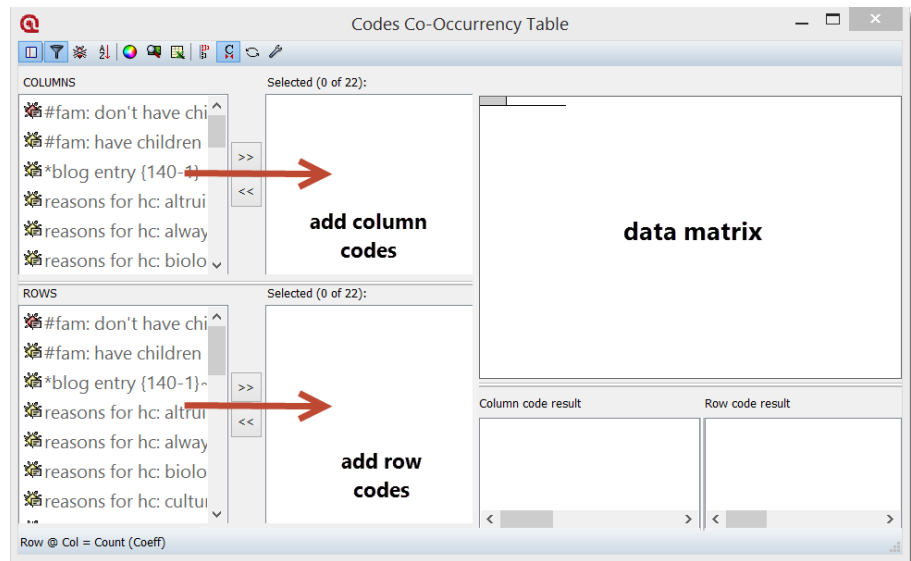 Codes Co-Occurrency Table
COLUMNS
Selected (0 of 22):
#fam: don't have chi
#fam: have children
*blog entry {140-1}
reasons for hc: altrui
reasons for hc: alway
reasons for hc: biolo
>>
<<
add column
codes
data matrix
ROWS
Selected (0 of 22):
#fam: don't have chi
#fam: have children
*blog entry {140-1}~
reasons for hc: altrui
reasons for hc: alway
reasons for hc: biolo
reasons for hc: cultur
>>
<<
add row
codes
Column code result
Row code result
Row @ Col = Count (Coeff)